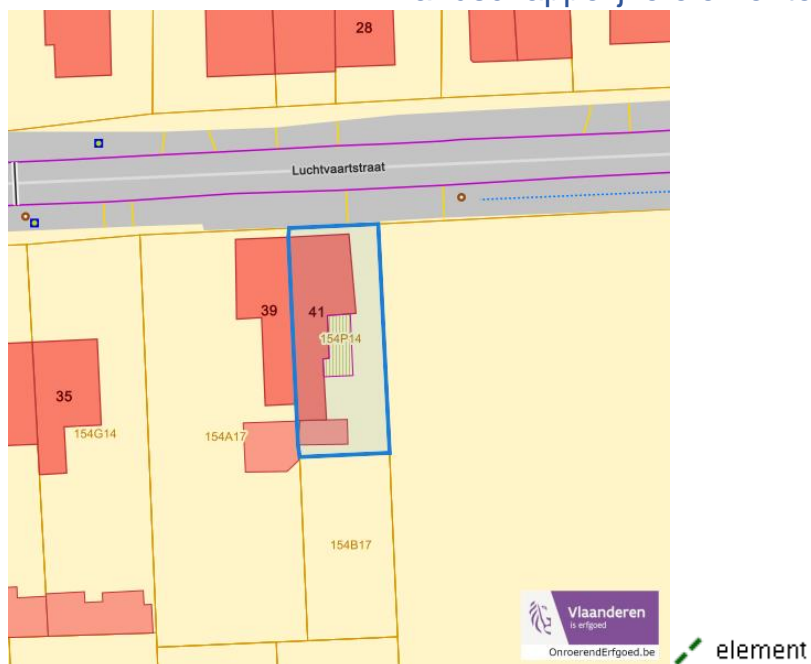 28
Luchtvaartstraat
39
41
154P14
35
154G14
154A17
154B17
Vlaanderen
is erfgoed
OnroerendErfgoed.be
element